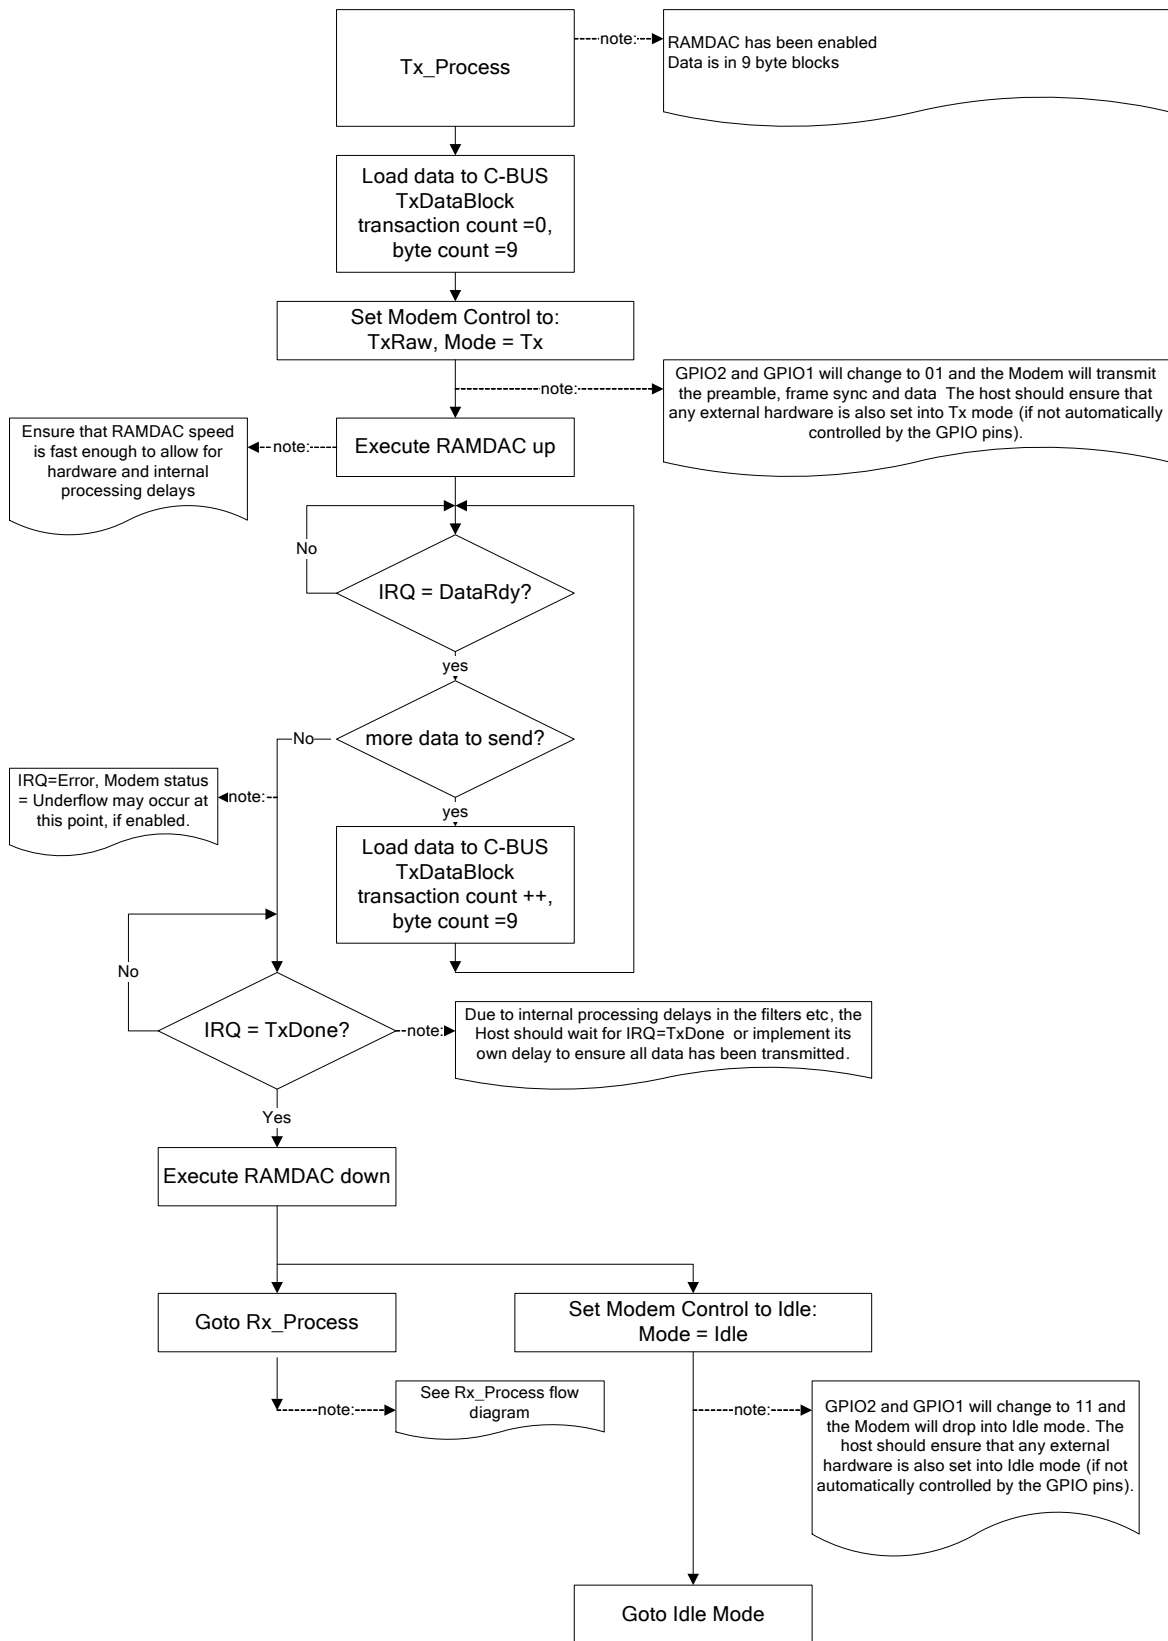 Tx_Process
note:
RAMDAC has been enabled
Data is in 9 byte blocks
Load data to C-BUS
TxDataBlock
transaction count =0,
byte count =9
Set Modem Control to:
TxRaw, Mode = Tx
note:
GPIO2 and GPIO1 will change to 01 and the Modem will transmit
the preamble, frame sync and data  The host should ensure that
any external hardware is also set into Tx mode (if not automatically
controlled by the GPIO pins).
Execute RAMDAC up
note:
Ensure that RAMDAC speed
is fast enough to allow for
hardware and internal
processing delays
No
IRQ = DataRdy?
yes
more data to send?
No
note:
IRQ=Error, Modem status
= Underflow may occur at
this point, if enabled.
yes
Load data to C-BUS
TxDataBlock
transaction count ++,
byte count =9
No
IRQ = TxDone?
note:
Due to internal processing delays in the filters etc, the
Host should wait for IRQ=TxDone  or implement its
own delay to ensure all data has been transmitted.
Yes
Execute RAMDAC down
Goto Rx_Process
Set Modem Control to Idle:
Mode = Idle
note:
See Rx_Process flow
diagram
note:
GPIO2 and GPIO1 will change to 11 and
the Modem will drop into Idle mode. The
host should ensure that any external
hardware is also set into Idle mode (if not
automatically controlled by the GPIO pins).
Goto Idle Mode